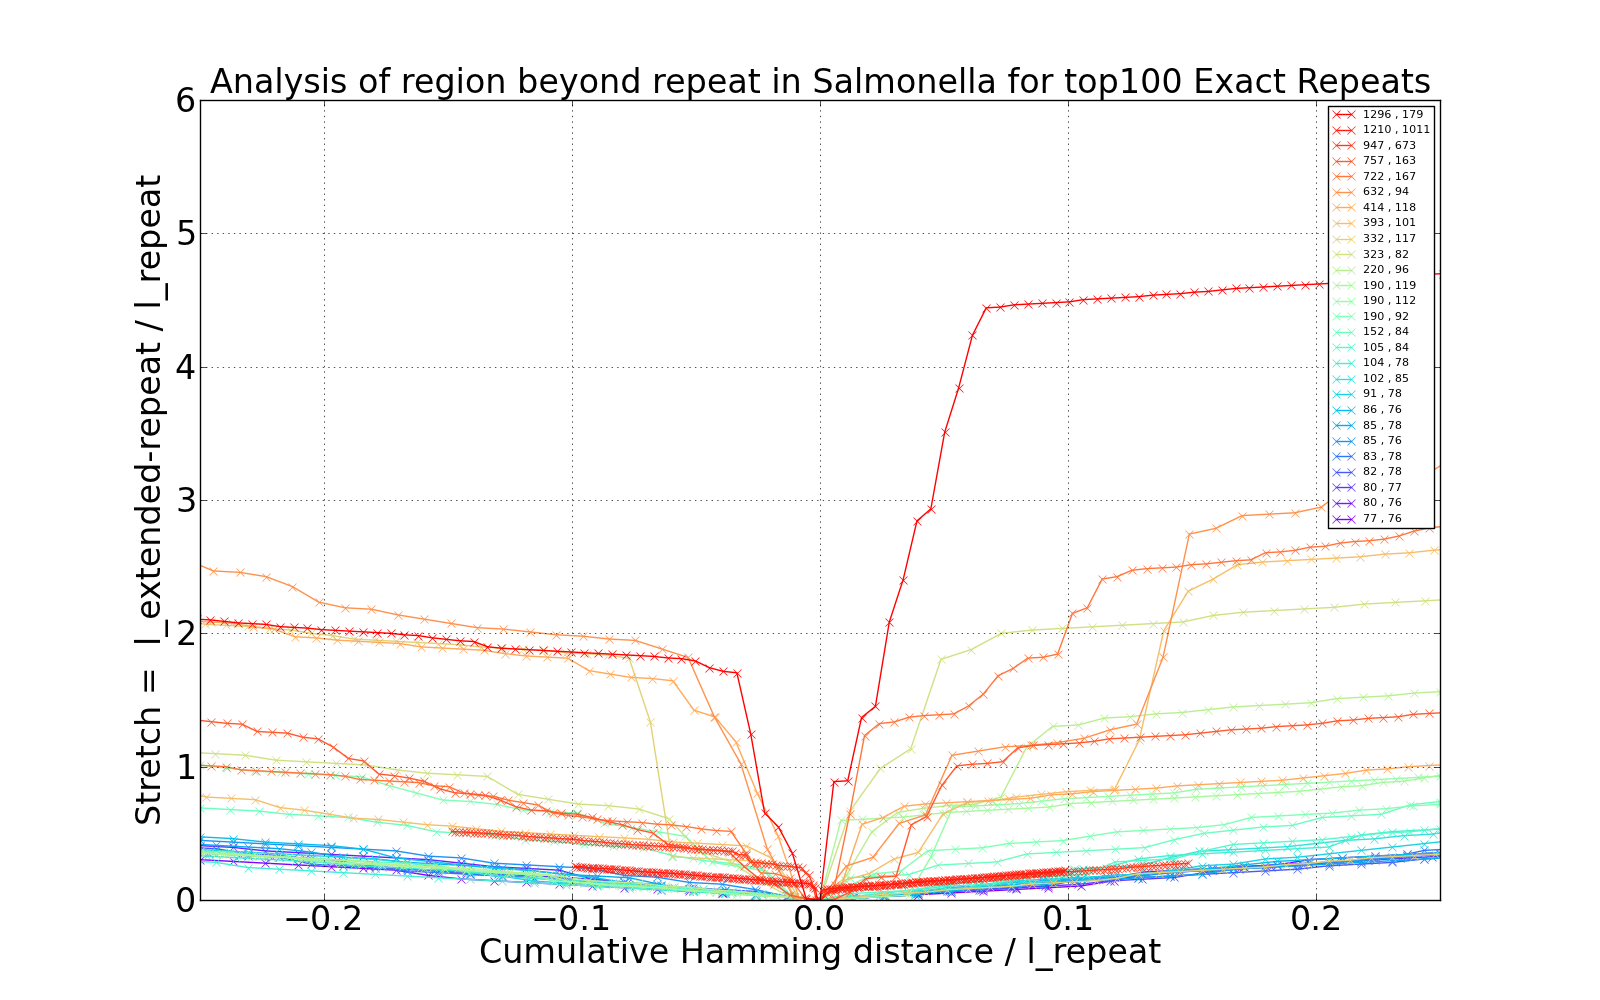 Analysis of region beyond repeat in Salmonella for top100 Exact Repeats
6
5
4
3
2
1
0
Stretch = l_extended-repeat / l_repeat
1296 , 179
1210 , 1011
947 , 673
757 , 163
722 , 167
632 , 94
414 , 118
393 , 101
332 , 117
323 , 82
220 , 96
190 , 119
190 , 112
190 , 92
152 , 84
105 , 84
104 , 78
102 , 85
91 , 78
86 , 76
85 , 78
85 , 76
83 , 78
82 , 78
80 , 77
80 , 76
77 , 76
−0.2 −0.1 0.0 0.1 0.2
Cumulative Hamming distance / l_repeat